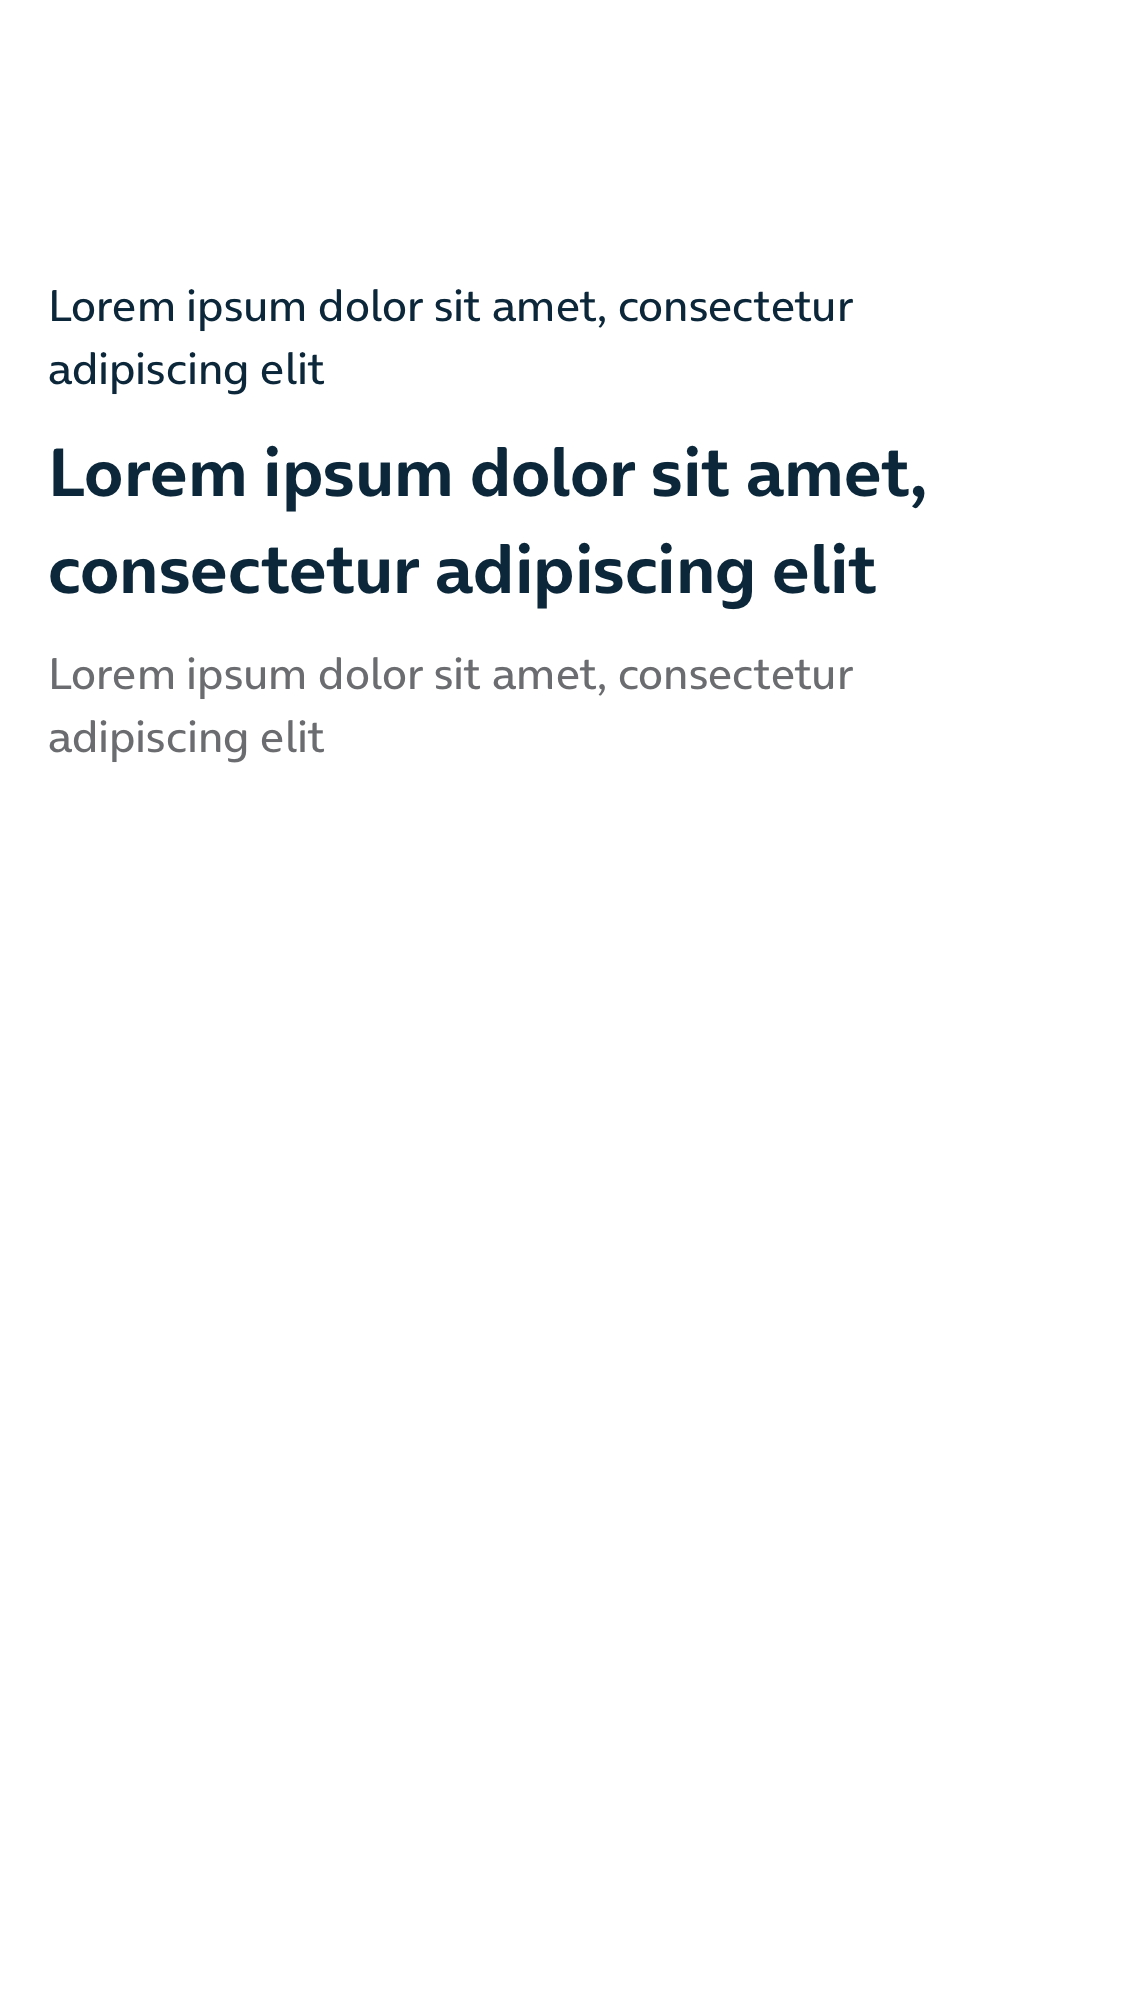 Lorem ipsum dolor sit amet, consectetur
adipiscing elit
Lorem ipsum dolor sit amet,
consectetur adipiscing elit
Lorem ipsum dolor sit amet, consectetur
adipiscing elit